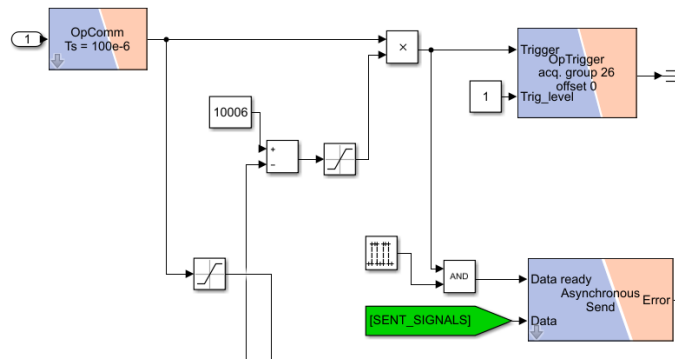 1
OpComm
Ts = 100e-6
×
Trigger
OpTrigger
acq. group 26
offset 0
Trig_level
1
10006
+
−
AND
Data ready
Asynchronous
Send
Error
Data
[SENT_SIGNALS]